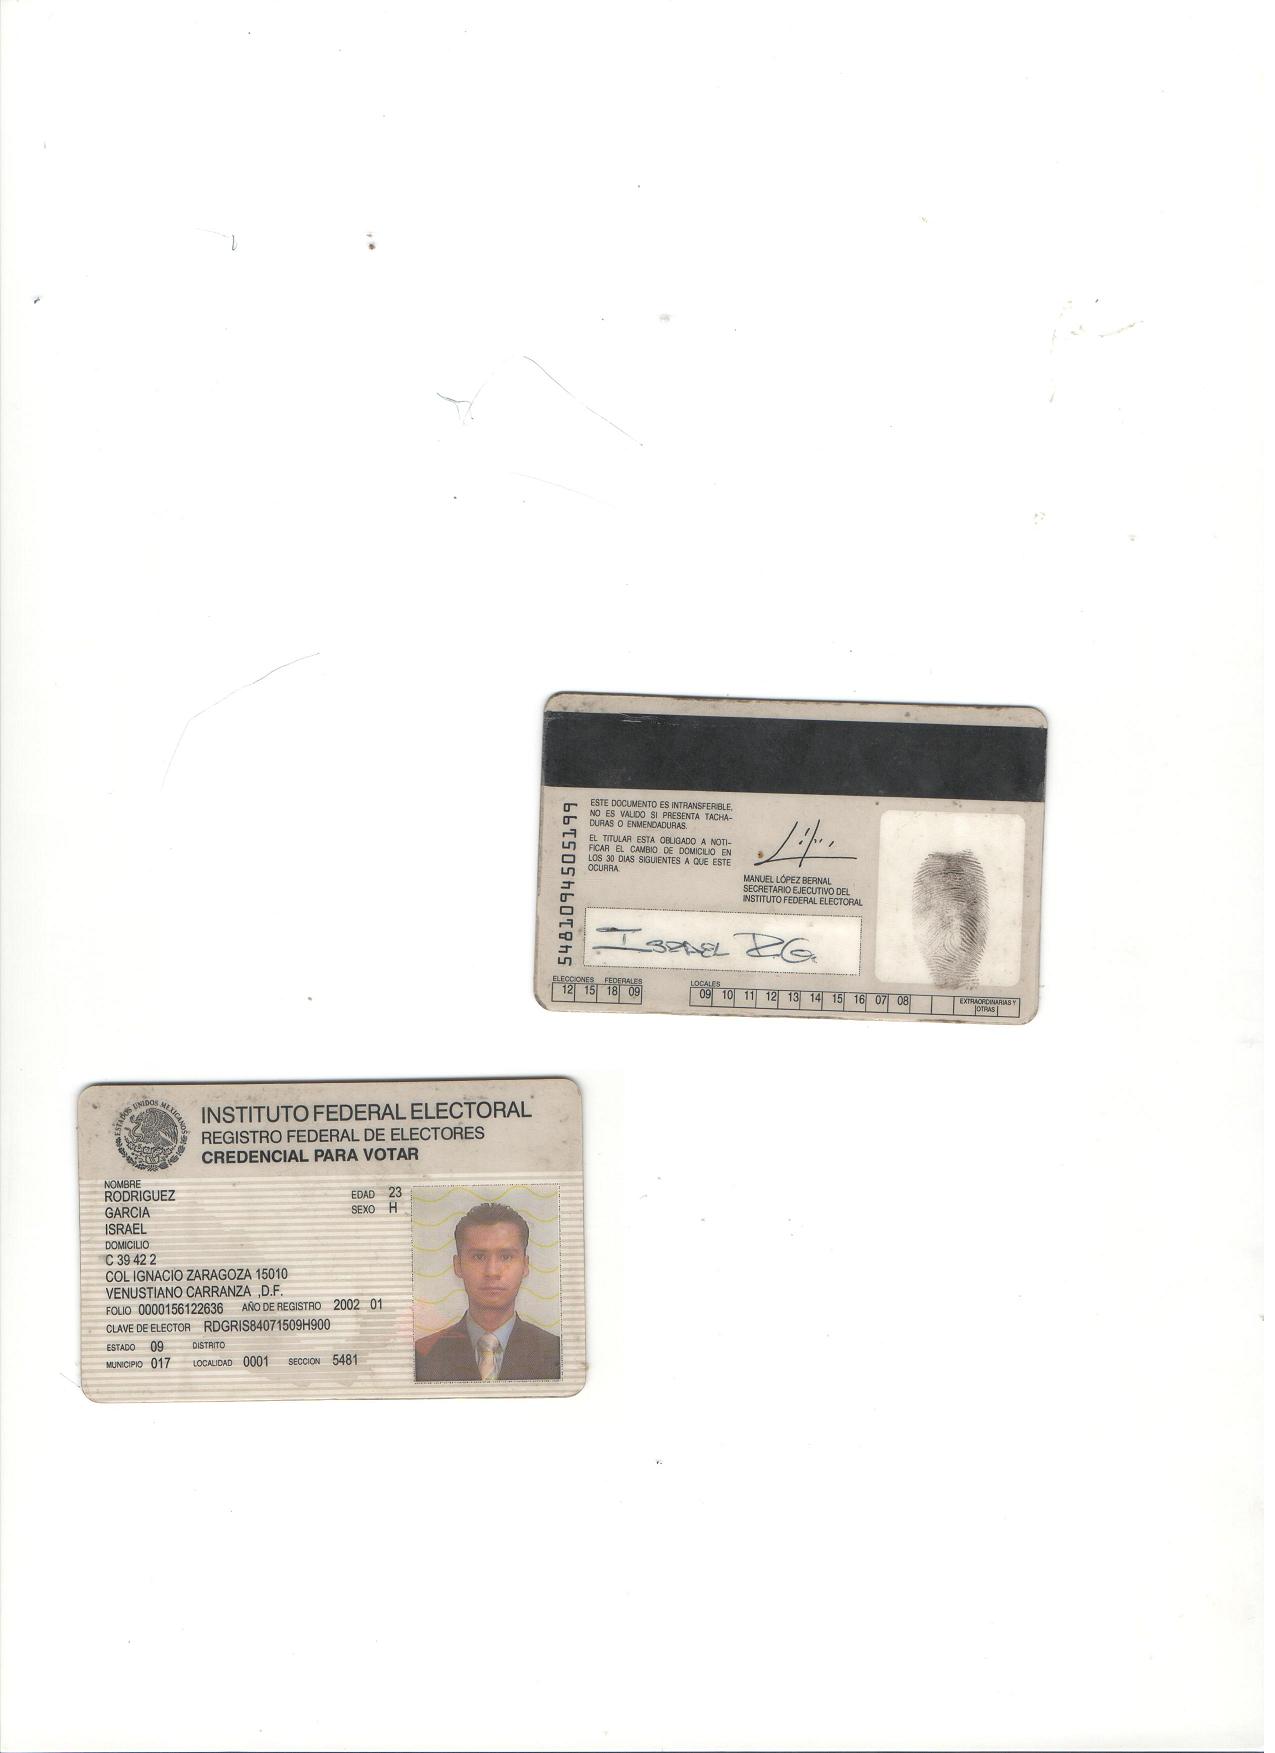 ESTE DOCUMENTO ES INTRANSFERIBLE,
NO ES VALIDO SI PRESENTA TACHA-
DURAS O ENMENDADURAS.
EL TITULAR ESTA OBLIGADO A NOTI-
FICAR EL CAMBIO DE DOMICILIO EN
LOS 30 DIAS SIGUIENTES A QUE ESTE
OCURRA.
5481094505199
MANUEL LÓPEZ BERNAL
SECRETARIO EJECUTIVO DEL
INSTITUTO FEDERAL ELECTORAL
ISRAEL R.G.
ELECCIONES FEDERALES
12 15 18 09
LOCALES
09 10 11 12 13 14 15 16 07 08
EXTRAORDINARIAS Y
OTRAS
ESTADOS UNIDOS MEXICANOS
INSTITUTO FEDERAL ELECTORAL
REGISTRO FEDERAL DE ELECTORES
CREDENCIAL PARA VOTAR
NOMBRE
RODRIGUEZ EDAD 23
GARCIA SEXO H
ISRAEL
DOMICILIO
C 39 42 2
COL IGNACIO ZARAGOZA 15010
VENUSTIANO CARRANZA ,D.F.
FOLIO 0000156122636 AÑO DE REGISTRO 2002 01
CLAVE DE ELECTOR RDGRIS84071509H900
ESTADO 09 DISTRITO
MUNICIPIO 017 LOCALIDAD 0001 SECCION 5481